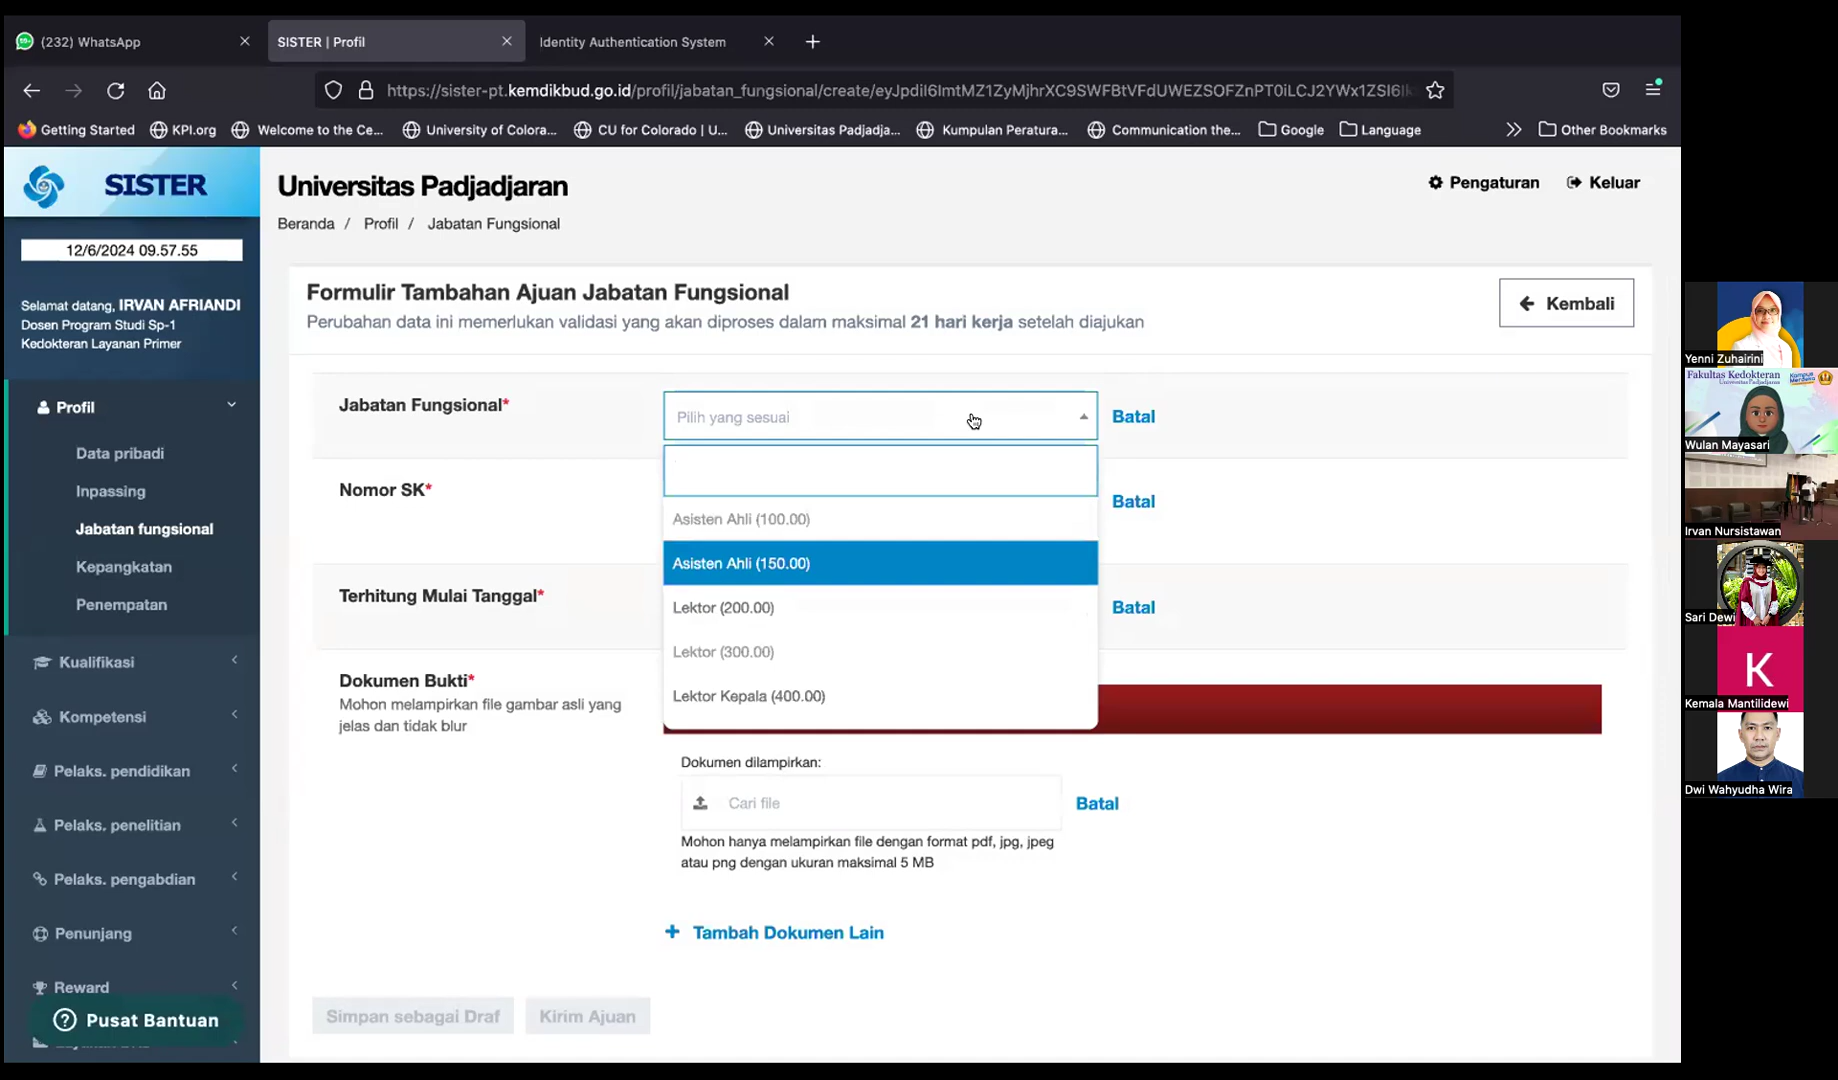 (232) WhatsApp
SISTER | Profil
Identity Authentication System
https://sister-pt.kemdikbud.go.id/profil/jabatan_fungsional/create/
Getting Started
KPI.org
Welcome to the Ce...
University of Colora...
CU for Colorado | U...
Universitas Padjadja...
Kumpulan Peratura...
Communication the...
Google
Language
Other Bookmarks
SISTER
Universitas Padjadjaran
Pengaturan
Keluar
Beranda / Profil / Jabatan Fungsional
12/6/2024 09.57.55
Selamat datang, IRVAN AFRIANDI
Dosen Program Studi Sp-1
Kedokteran Layanan Primer
Profil
Data pribadi
Inpassing
Jabatan fungsional
Kepangkatan
Penempatan
Kualifikasi
Kompetensi
Pelaks. pendidikan
Pelaks. penelitian
Pelaks. pengabdian
Penunjang
Reward
Pusat Bantuan
Formulir Tambahan Ajuan Jabatan Fungsional
Perubahan data ini memerlukan validasi yang akan diproses dalam maksimal 21 hari kerja setelah diajukan
Kembali
Jabatan Fungsional*
Pilih yang sesuai
Batal
Nomor SK*
Batal
Asisten Ahli (100.00)
Asisten Ahli (150.00)
Lektor (200.00)
Lektor (300.00)
Lektor Kepala (400.00)
Terhitung Mulai Tanggal*
Batal
Dokumen Bukti*
Mohon melampirkan file gambar asli yang
jelas dan tidak blur
Dokumen dilampirkan:
Cari file
Batal
Mohon hanya melampirkan file dengan format pdf, jpg, jpeg
atau png dengan ukuran maksimal 5 MB
+ Tambah Dokumen Lain
Simpan sebagai Draf
Kirim Ajuan
Yenni Zuhairini
Fakultas Kedokteran
Universitas Padjadjaran
Kampus
Merdeka
Wulan Mayasari
Irvan Nursistawan
Sari Dewi
K
Kemala Mantilidewi
Dwi Wahyudha Wira